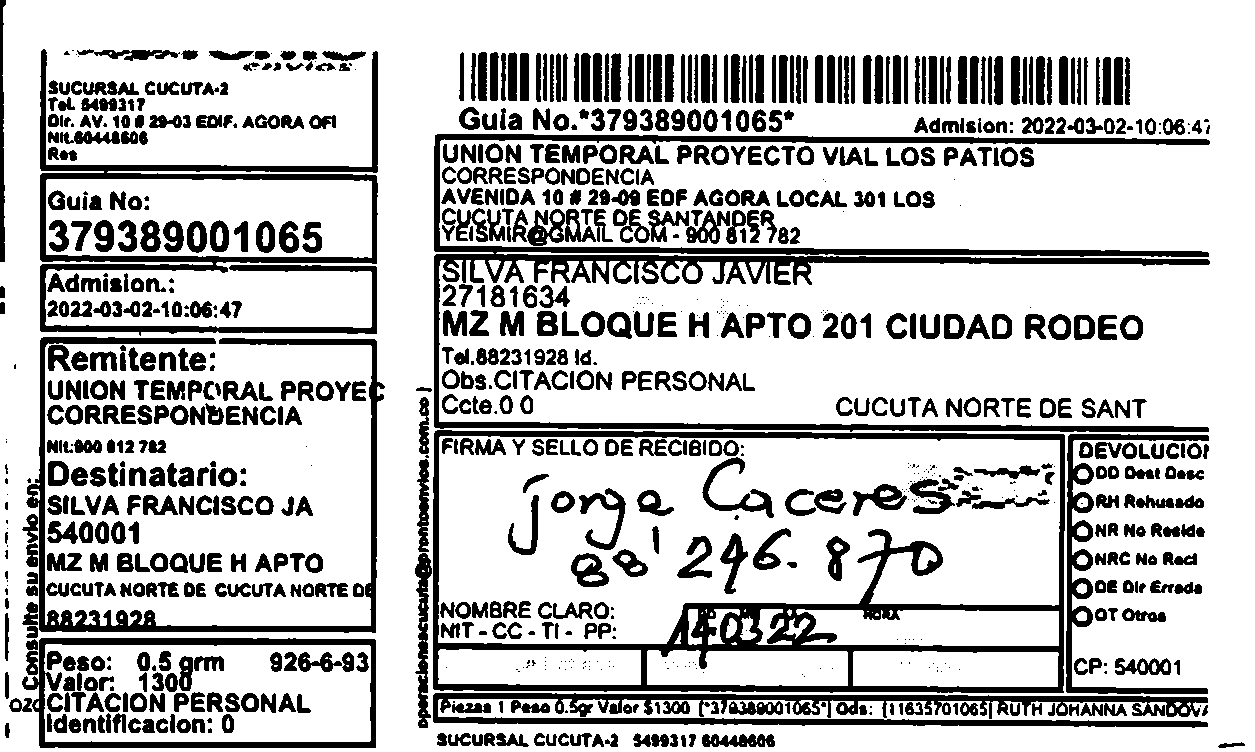 envios
SUCURSAL CUCUTA-2
Tel. 5499317
Dir. AV. 10 # 29-03 EDIF. AGORA OFI
Nit.60448606
Res
Guia No:
379389001065
Admision.:
2022-03-02-10:06:47
Remitente:
UNION TEMPORAL PROYEC
CORRESPONDENCIA
Nit:900 812 782
Destinatario:
SILVA FRANCISCO JA
540001
MZ M BLOQUE H APTO
CUCUTA NORTE DE CUCUTA NORTE DE
88231928
Peso: 0.5 grm 926-6-93
Valor: 1300
CITACION PERSONAL
Identificacion: 0
Consulte su envio en:
Guia No.*379389001065*
Admision: 2022-03-02-10:06:47
UNION TEMPORAL PROYECTO VIAL LOS PATIOS
CORRESPONDENCIA
AVENIDA 10 # 29-09 EDF AGORA LOCAL 301 LOS
CUCUTA NORTE DE SANTANDER
YEISMIR@GMAIL COM - 900 812 782
SILVA FRANCISCO JAVIER
27181634
MZ M BLOQUE H APTO 201 CIUDAD RODEO
Tel.88231928 Id.
Obs.CITACION PERSONAL
Ccte.0 0 CUCUTA NORTE DE SANT
operacionescucuta@prontoenvios.com.co
FIRMA Y SELLO DE RECIBIDO:
Jorge Caceres
88'246.870
NOMBRE CLARO:
NIT - CC - TI - PP:
HORA
140322
DEVOLUCION
DD Dest Desc
RH Rehusado
NR No Reside
NRC No Recl
DE Dir Errada
OT Otros
CP: 540001
Piezas 1 Peso 0.5gr Valor $1300 [*379389001065*] Ods: [11635701065] RUTH JOHANNA SANDOVA
SUCURSAL CUCUTA-2 5499317 60448606